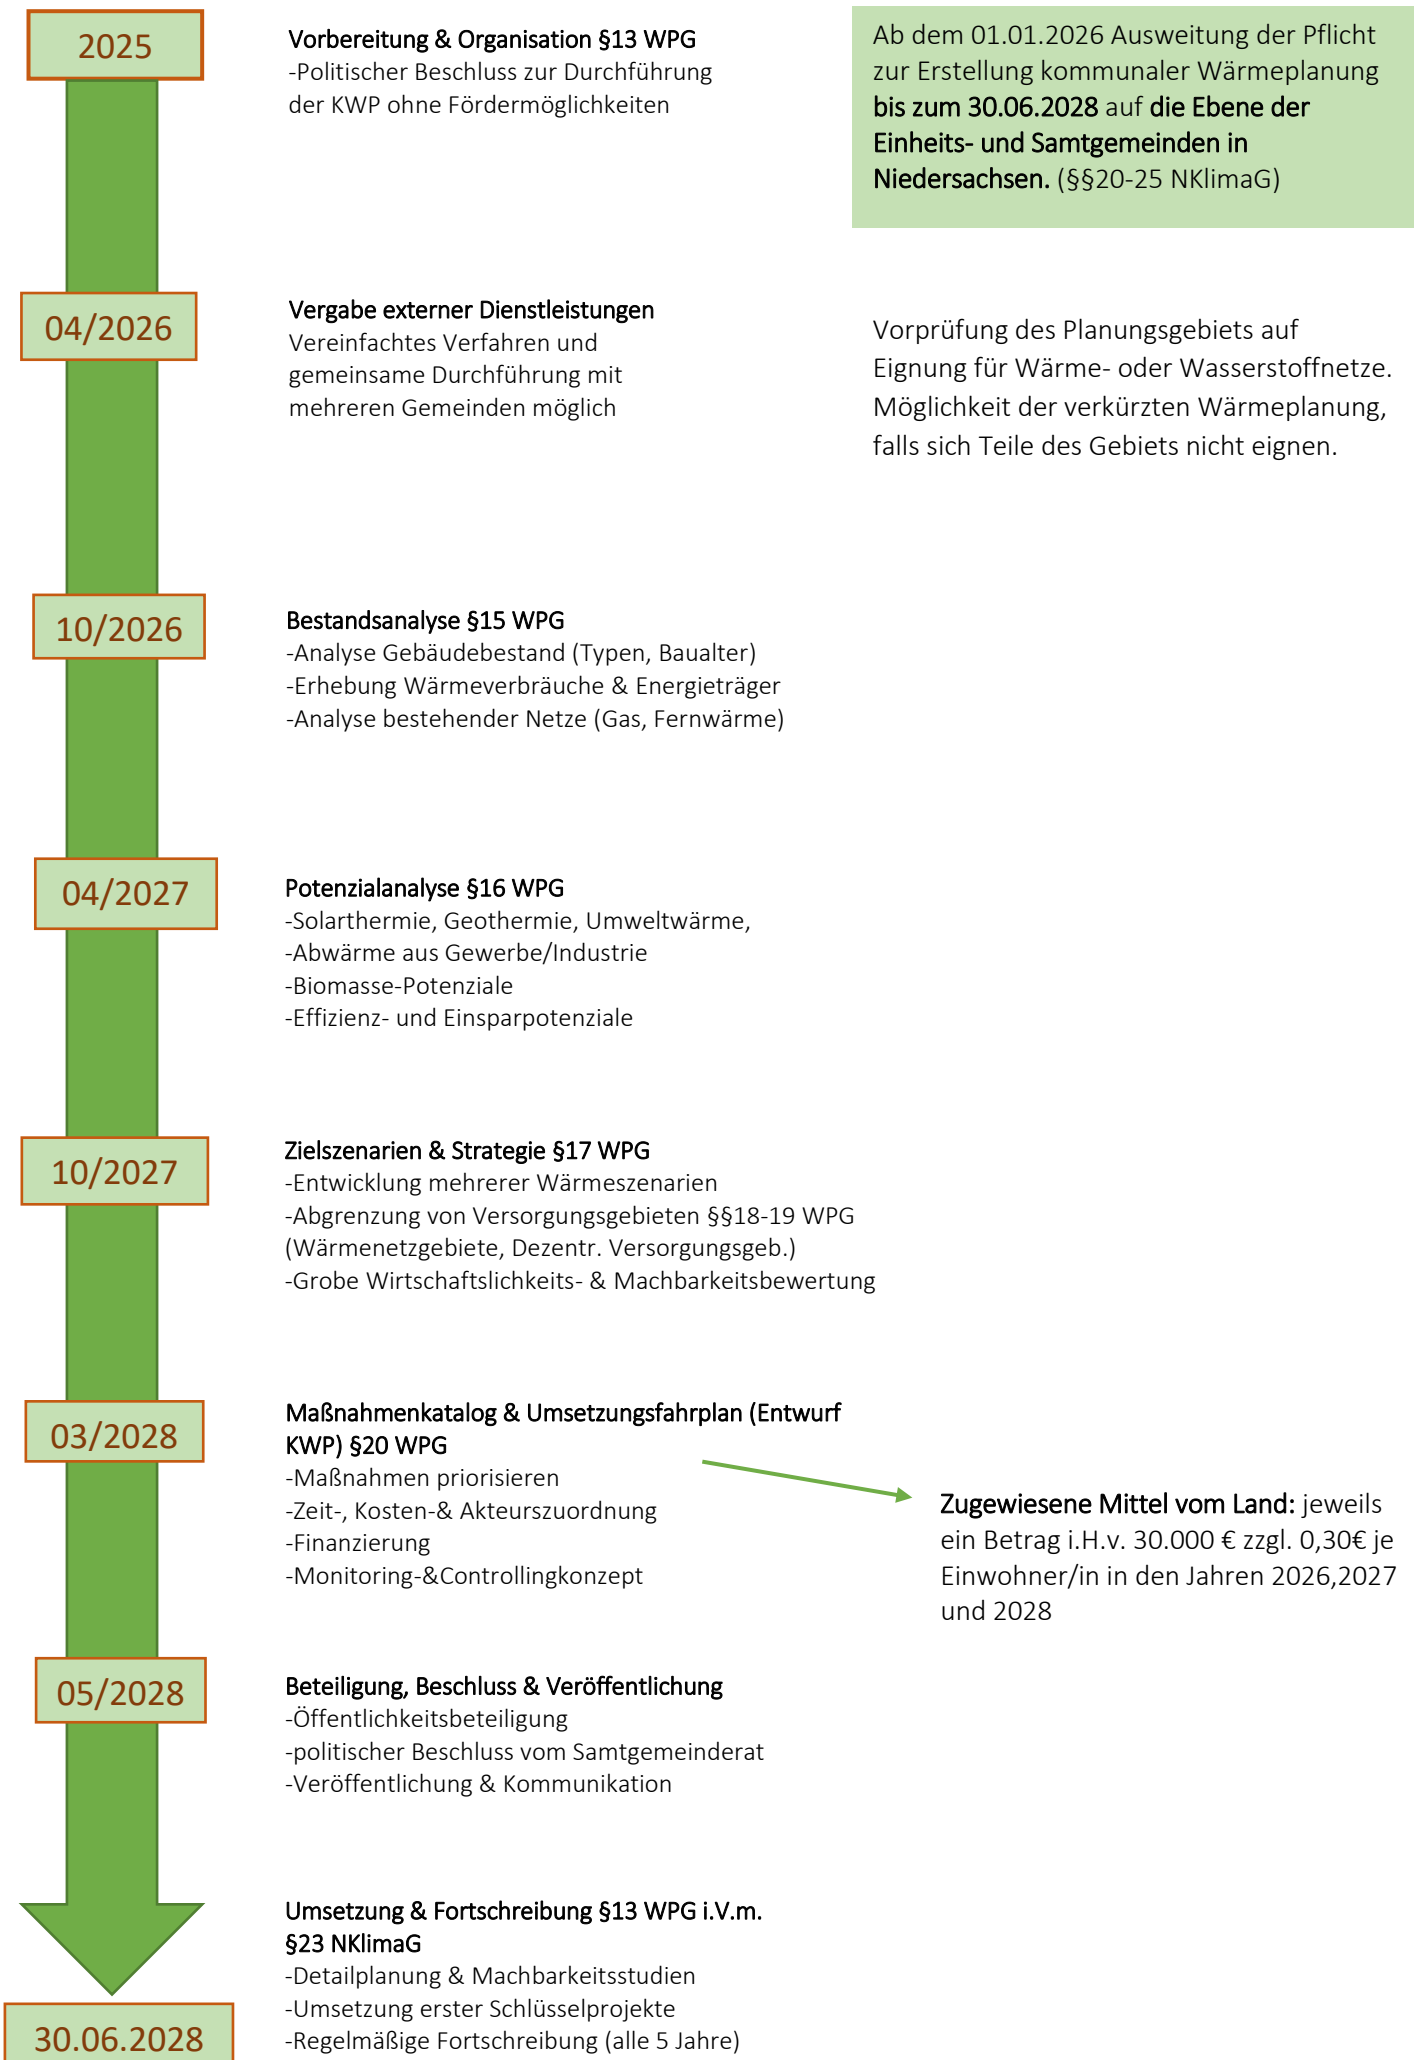 2025
Vorbereitung & Organisation §13 WPG
-Politischer Beschluss zur Durchführung
der KWP ohne Fördermöglichkeiten
Ab dem 01.01.2026 Ausweitung der Pflicht
zur Erstellung kommunaler Wärmeplanung
bis zum 30.06.2028 auf die Ebene der
Einheits- und Samtgemeinden in
Niedersachsen. (§§20-25 NKlimaG)
04/2026
Vergabe externer Dienstleistungen
Vereinfachtes Verfahren und
gemeinsame Durchführung mit
mehreren Gemeinden möglich
Vorprüfung des Planungsgebiets auf
Eignung für Wärme- oder Wasserstoffnetze.
Möglichkeit der verkürzten Wärmeplanung,
falls sich Teile des Gebiets nicht eignen.
10/2026
Bestandsanalyse §15 WPG
-Analyse Gebäudebestand (Typen, Baualter)
-Erhebung Wärmeverbräuche & Energieträger
-Analyse bestehender Netze (Gas, Fernwärme)
04/2027
Potenzialanalyse §16 WPG
-Solarthermie, Geothermie, Umweltwärme,
-Abwärme aus Gewerbe/Industrie
-Biomasse-Potenziale
-Effizienz- und Einsparpotenziale
10/2027
Zielszenarien & Strategie §17 WPG
-Entwicklung mehrerer Wärmeszenarien
-Abgrenzung von Versorgungsgebieten §§18-19 WPG
(Wärmenetzgebiete, Dezentr. Versorgungsgeb.)
-Grobe Wirtschaftslichkeits- & Machbarkeitsbewertung
03/2028
Maßnahmenkatalog & Umsetzungsfahrplan (Entwurf
KWP) §20 WPG
-Maßnahmen priorisieren
-Zeit-, Kosten-& Akteurszuordnung
-Finanzierung
-Monitoring-&Controllingkonzept
Zugewiesene Mittel vom Land: jeweils
ein Betrag i.H.v. 30.000 € zzgl. 0,30€ je
Einwohner/in in den Jahren 2026,2027
und 2028
05/2028
Beteiligung, Beschluss & Veröffentlichung
-Öffentlichkeitsbeteiligung
-politischer Beschluss vom Samtgemeinderat
-Veröffentlichung & Kommunikation
Umsetzung & Fortschreibung §13 WPG i.V.m.
§23 NKlimaG
-Detailplanung & Machbarkeitsstudien
-Umsetzung erster Schlüsselprojekte
-Regelmäßige Fortschreibung (alle 5 Jahre)
30.06.2028